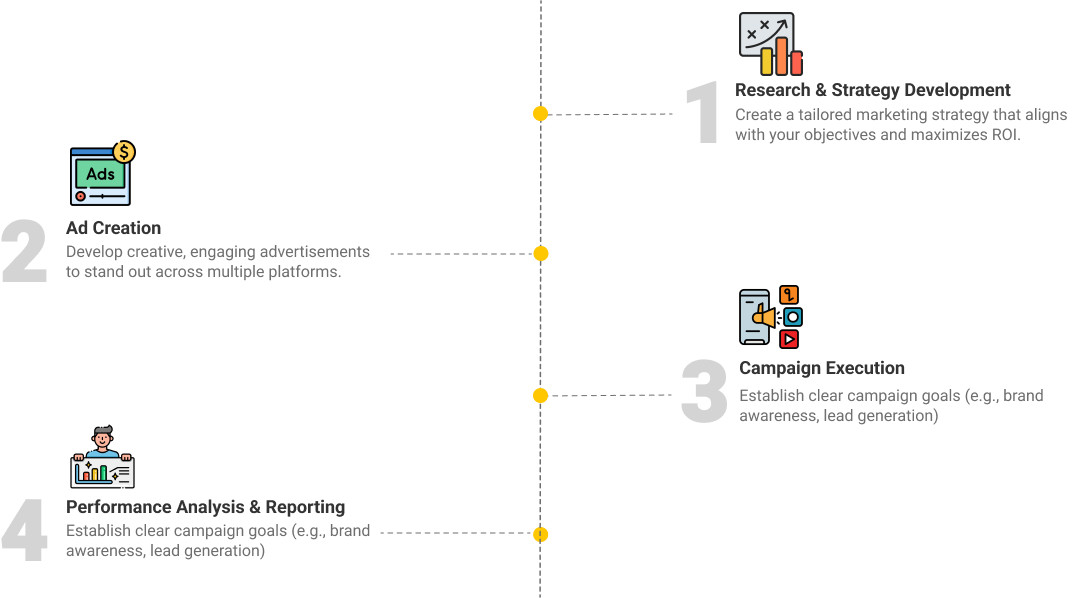 1
Research & Strategy Development
Create a tailored marketing strategy that aligns
with your objectives and maximizes ROI.
$
Ads
2
Ad Creation
Develop creative, engaging advertisements
to stand out across multiple platforms.
3
Campaign Execution
Establish clear campaign goals (e.g., brand
awareness, lead generation)
4
Performance Analysis & Reporting
Establish clear campaign goals (e.g., brand
awareness, lead generation)